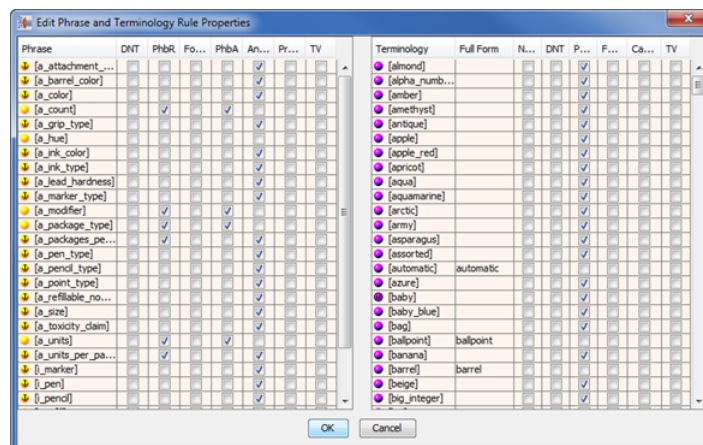 Edit Phrase and Terminology Rule Properties
Phrase DNT PhbR Fo... PhbA An... Pr... TV
[a_attachment_...
[a_barrel_color]
[a_color]
[a_count]
[a_grip_type]
[a_hue]
[a_ink_color]
[a_ink_type]
[a_lead_hardness]
[a_marker_type]
[a_modifier]
[a_package_type]
[a_packages_pe...
[a_pen_type]
[a_pencil_type]
[a_point_type]
[a_refillable_no...
[a_size]
[a_toxicity_claim]
[a_units]
[a_units_per_pa...
[i_marker]
[i_pen]
[i_pencil]
Terminology Full Form N... DNT P... F... Ca... TV
[almond]
[alpha_numb...
[amber]
[amethyst]
[antique]
[apple]
[apple_red]
[apricot]
[aqua]
[aquamarine]
[arctic]
[army]
[asparagus]
[assorted]
[automatic] automatic
[azure]
[baby]
[baby_blue]
[bag]
[ballpoint] ballpoint
[banana]
[barrel] barrel
[beige]
[big_integer]
OK Cancel